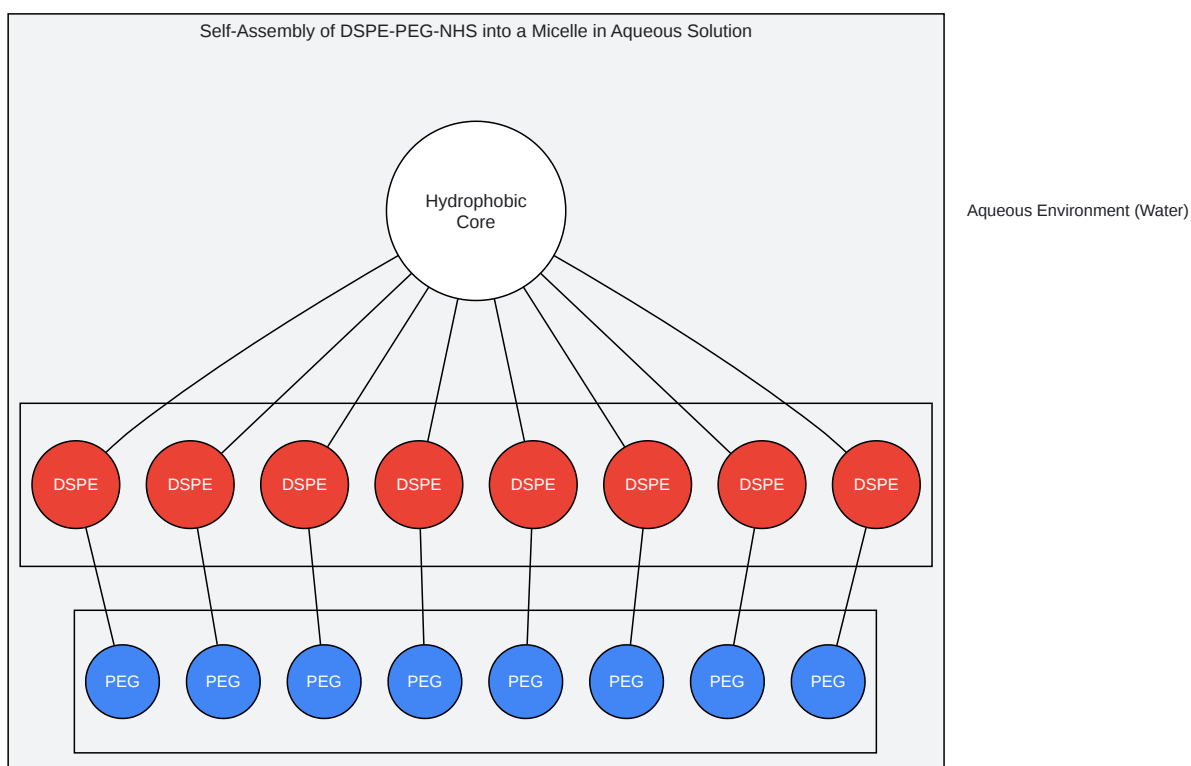 Self-Assembly of DSPE-PEG-NHS into a Micelle in Aqueous Solution
Hydrophobic
Core
Aqueous Environment (Water)
DSPE DSPE DSPE DSPE DSPE DSPE DSPE DSPE
PEG PEG PEG PEG PEG PEG PEG PEG